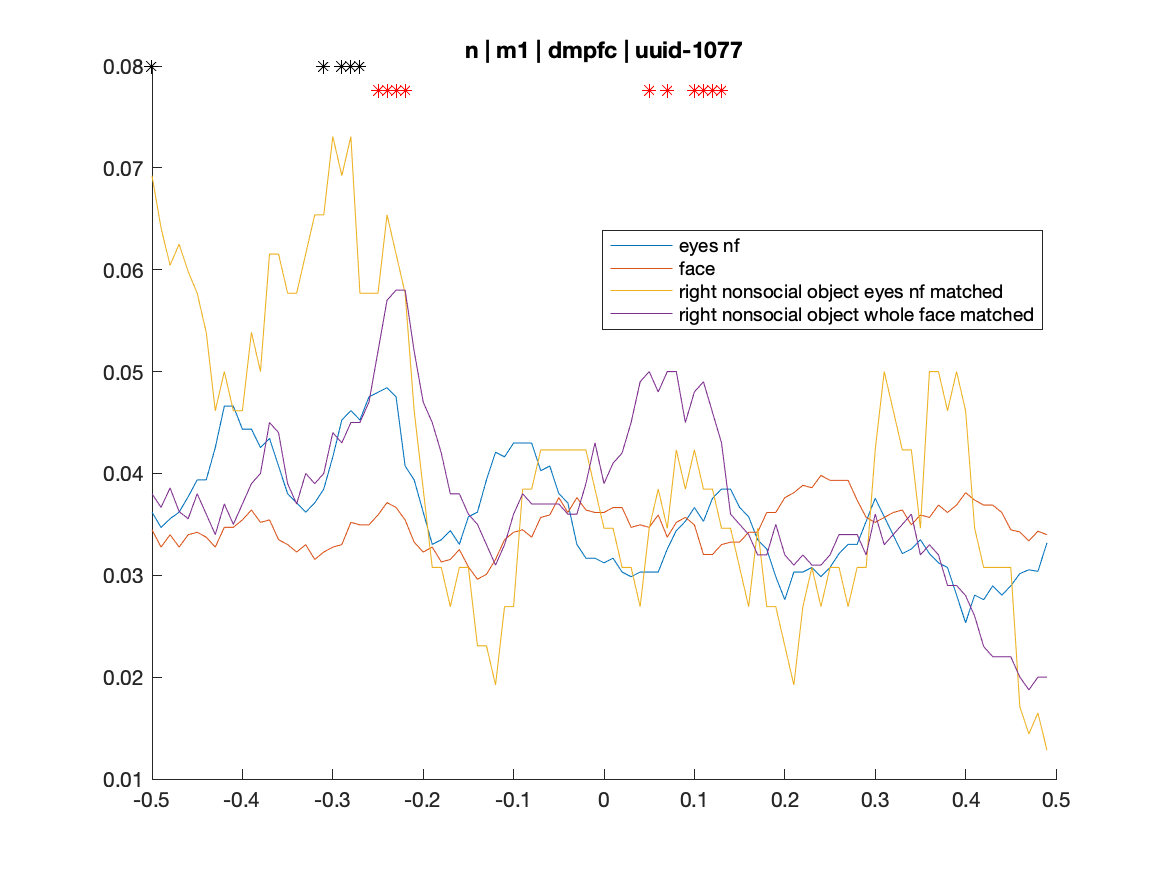 n | m1 | dmpfc | uuid-1077
0.08
0.07
0.06
0.05
0.04
0.03
0.02
0.01
eyes nf
face
right nonsocial object eyes nf matched
right nonsocial object whole face matched
-0.5 -0.4 -0.3 -0.2 -0.1 0 0.1 0.2 0.3 0.4 0.5